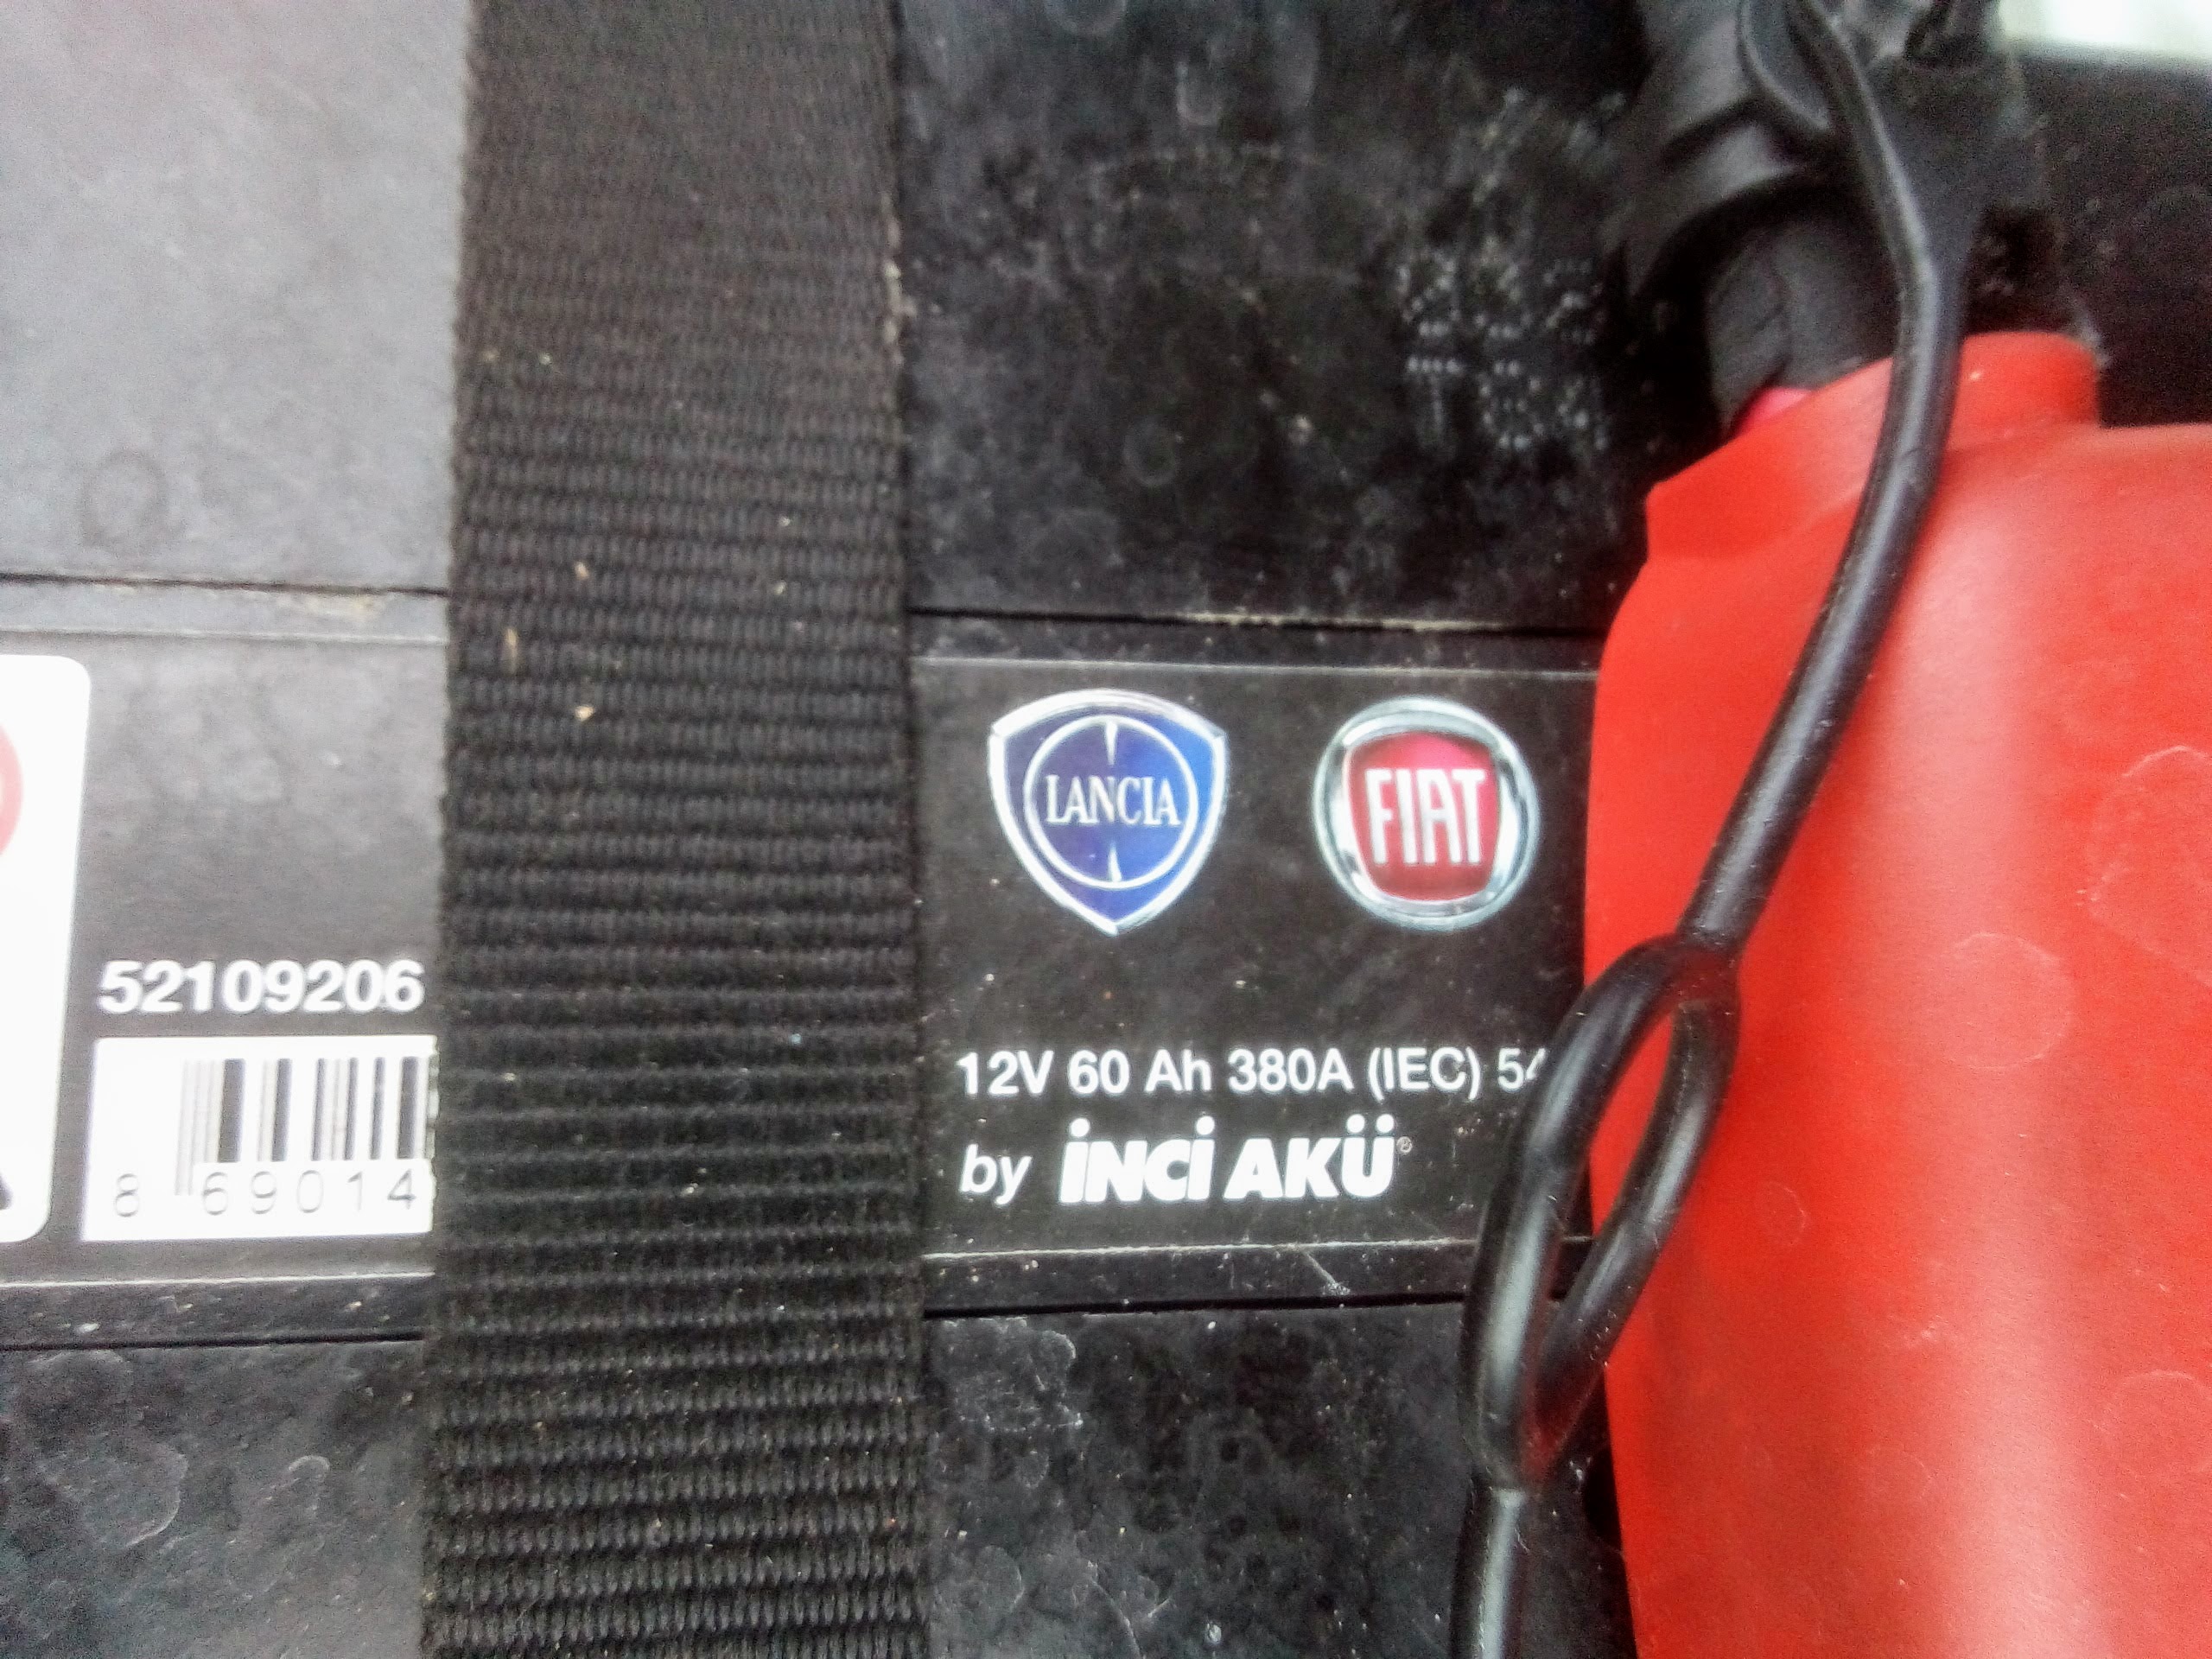 LANCIA
FIAT
52109206
12V 60 Ah 380A (IEC) 54
8 69014
by İNCİ AKÜ®